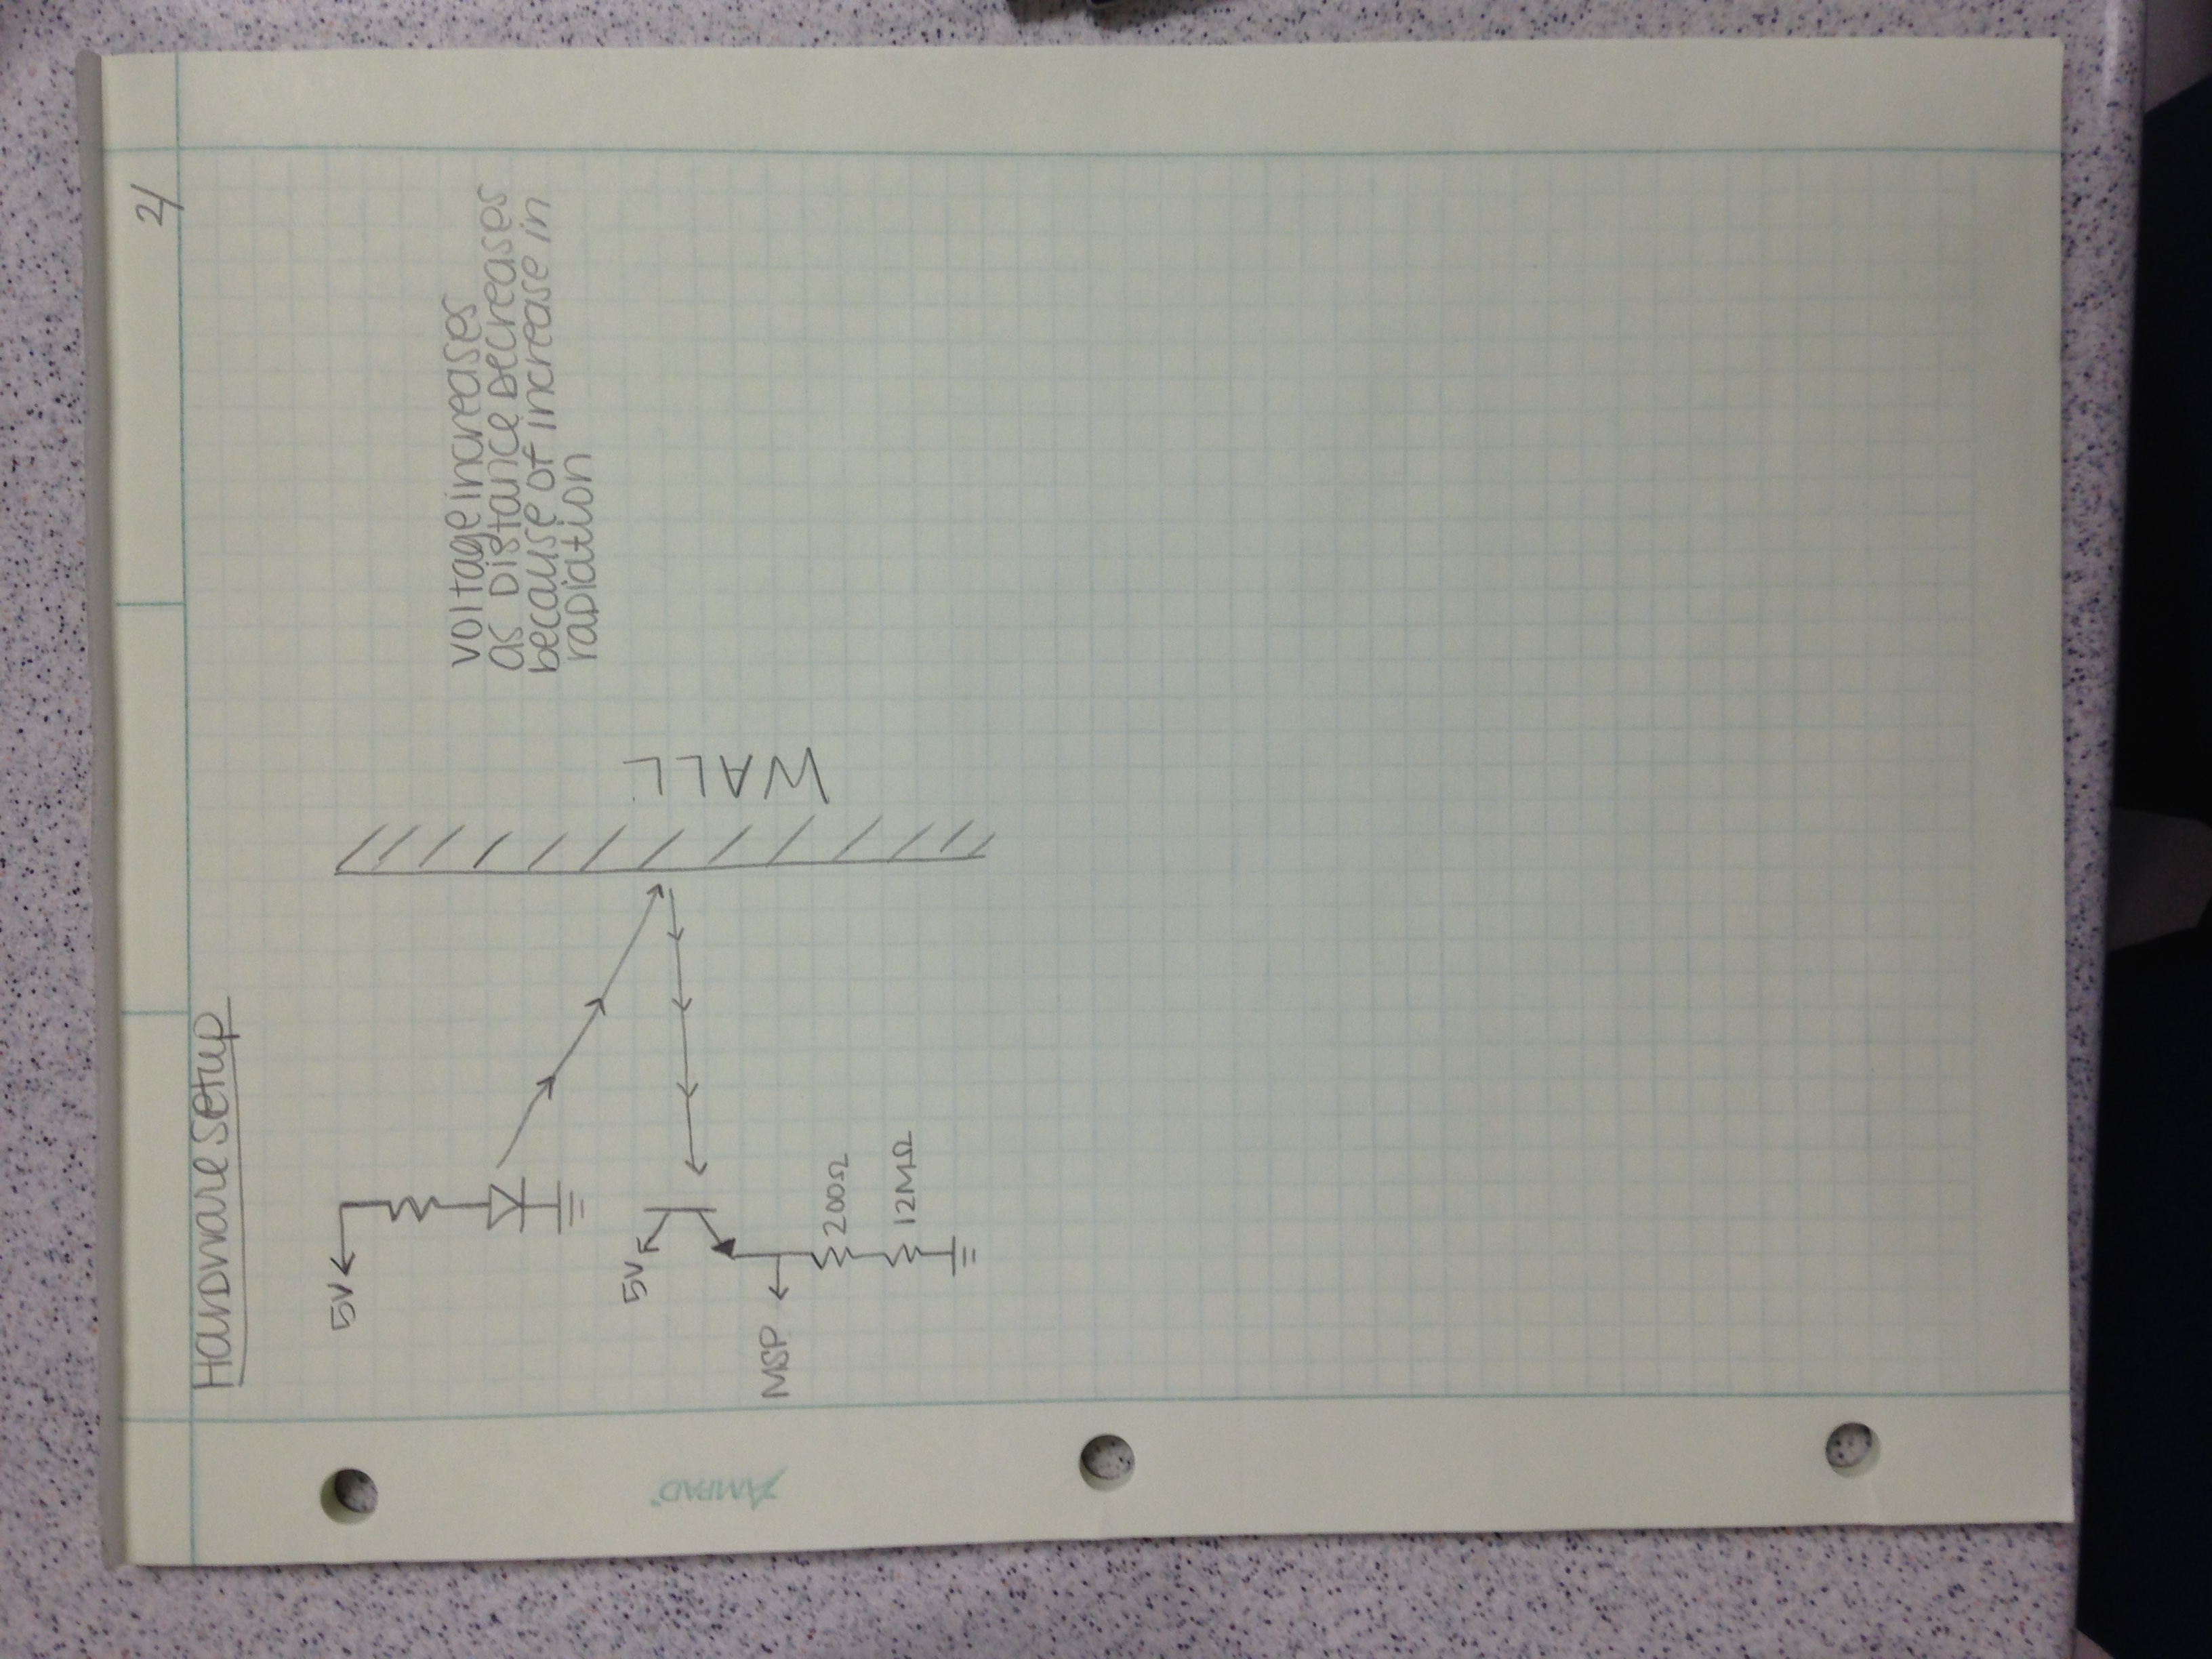 2/
Hardware Setup
5V
voltage increases
as Distance Decreases
because of increase in
radiation
5V
WALL
MSP
200Ω
12MΩ
AMPAD